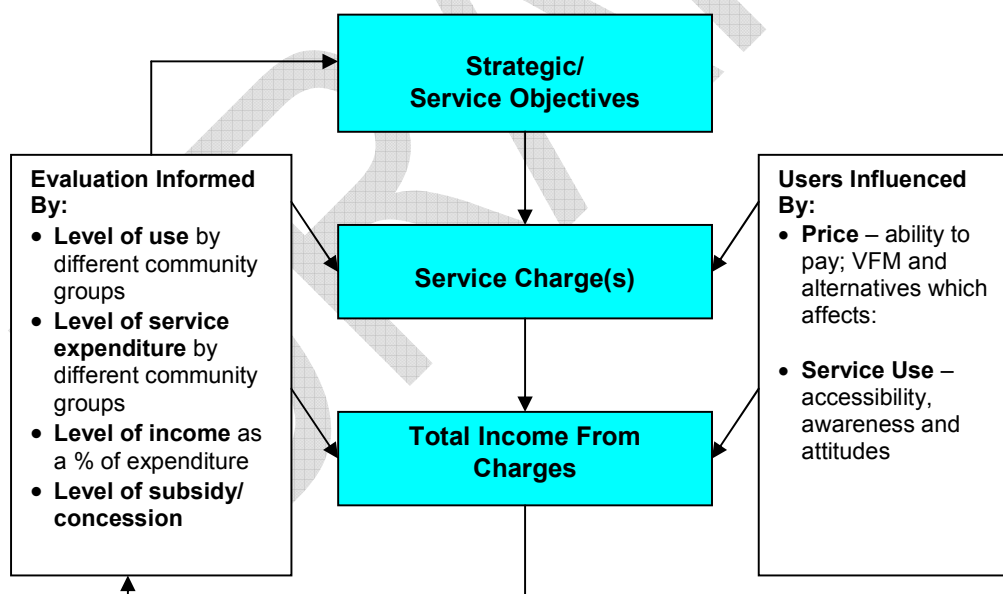 Strategic/
Service Objectives
Evaluation Informed
By:
• Level of use by
different community
groups
• Level of service
expenditure by
different community
groups
• Level of income as
a % of expenditure
• Level of subsidy/
concession
Service Charge(s)
Total Income From
Charges
Users Influenced
By:
• Price – ability to
pay; VFM and
alternatives which
affects:
• Service Use –
accessibility,
awareness and
attitudes